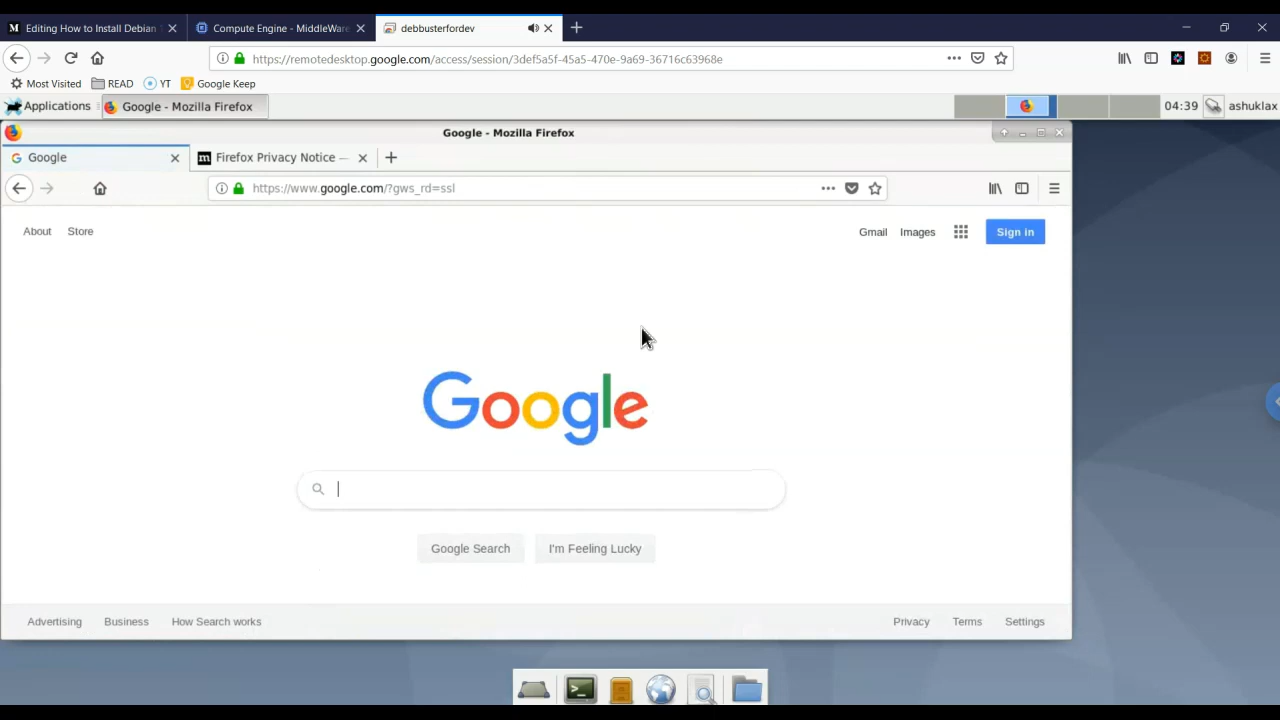 Editing How to Install Debian
Compute Engine - MiddleWare
debbusterfordev
https://remotedesktop.google.com/access/session/3def5a5f-45a5-470e-9a69-36716c63968e
Most Visited READ YT Google Keep
Applications Google - Mozilla Firefox 04:39 ashuklax
Google - Mozilla Firefox
Google Firefox Privacy Notice —
https://www.google.com/?gws_rd=ssl
About Store Gmail Images Sign in
Google
Google Search I'm Feeling Lucky
Advertising Business How Search works Privacy Terms Settings